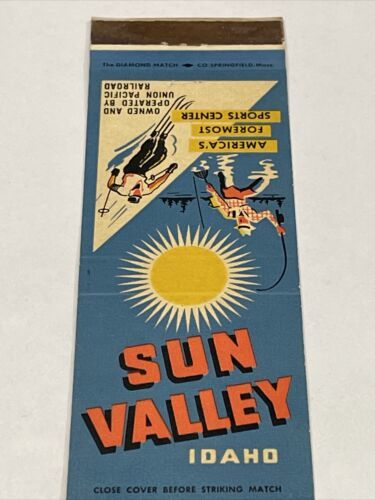 The DIAMOND MATCH CO. SPRINGFIELD, Mass.
OWNED AND
OPERATED BY
UNION PACIFIC
RAILROAD
AMERICA'S
FOREMOST
SPORTS CENTER
SUN
VALLEY
IDAHO
CLOSE COVER BEFORE STRIKING MATCH